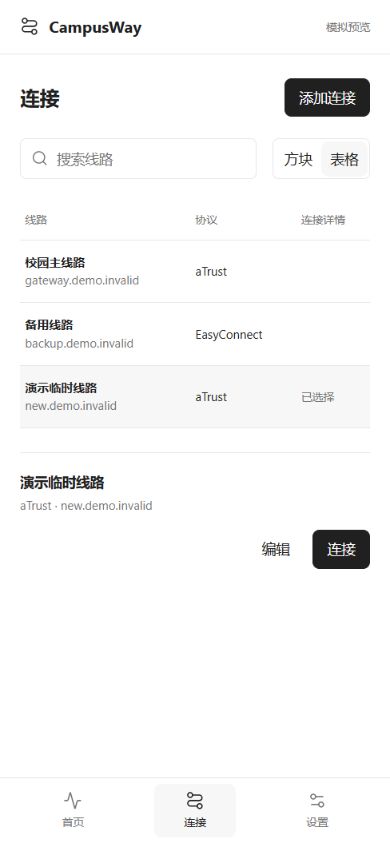 CampusWay 模拟预览
连接 添加连接
搜索线路 方块 表格
线路 协议 连接详情
校园主线路
gateway.demo.invalid aTrust
备用线路
backup.demo.invalid EasyConnect
演示临时线路
new.demo.invalid aTrust 已选择
演示临时线路
aTrust · new.demo.invalid
编辑 连接
首页 连接 设置